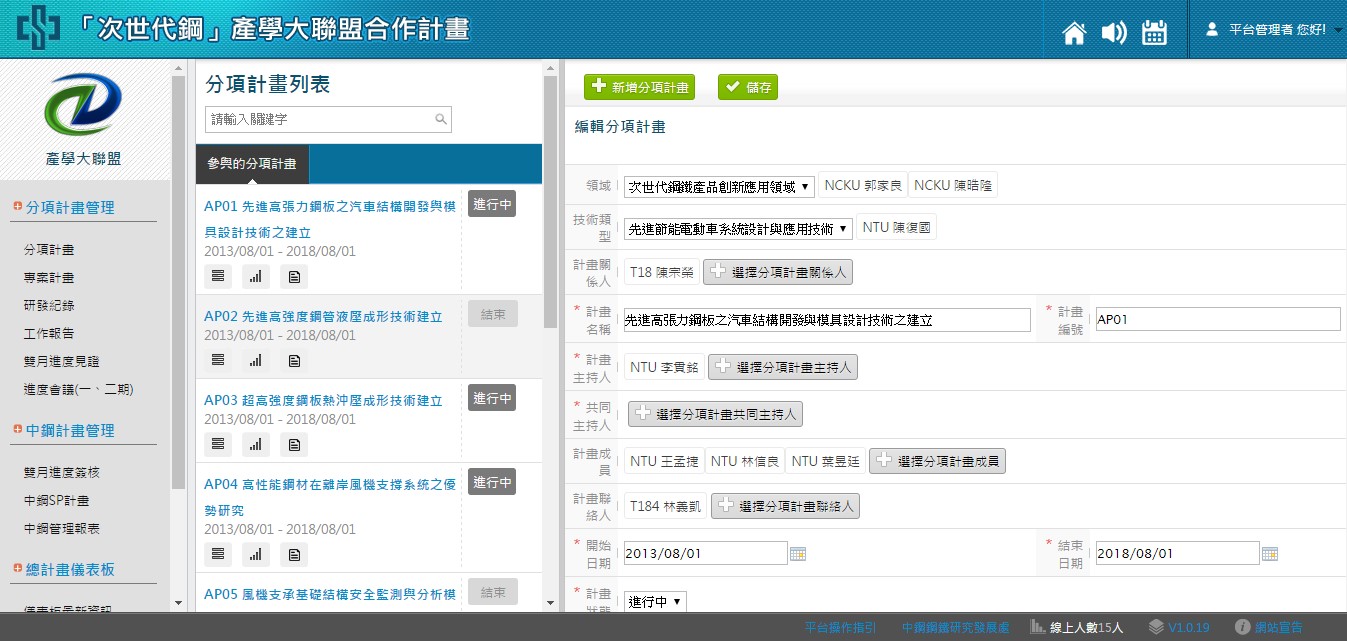 「次世代鋼」產學大聯盟合作計畫
平台管理者 您好!
產學大聯盟
分項計畫管理
分項計畫
專案計畫
研發紀錄
工作報告
雙月進度見證
進度會議(一、二期)
中鋼計畫管理
雙月進度簽核
中鋼SP計畫
中鋼管理報表
總計畫儀表板
儀表板最新資訊
分項計畫列表
請輸入關鍵字
參與的分項計畫
AP01 先進高張力鋼板之汽車結構開發與模
具設計技術之建立
進行中
2013/08/01 - 2018/08/01
AP02 先進高強度鋼管液壓成形技術建立
結束
2013/08/01 - 2018/08/01
AP03 超高強度鋼板熱沖壓成形技術建立
進行中
2013/08/01 - 2018/08/01
AP04 高性能鋼材在離岸風機支撐系統之優
勢研究
進行中
2013/08/01 - 2018/08/01
AP05 風機支承基礎結構安全監測與分析模
結束
新增分項計畫
儲存
編輯分項計畫
領域
次世代鋼鐵產品創新應用領域
NCKU 郭家良
NCKU 陳晧隆
技術類
型
先進節能電動車系統設計與應用技術
NTU 陳復國
計畫關
係人
T18 陳宗榮
選擇分項計畫關係人
* 計畫
名稱
先進高張力鋼板之汽車結構開發與模具設計技術之建立
* 計畫
編號
AP01
* 計畫
主持人
NTU 李貫銘
選擇分項計畫主持人
* 共同
主持人
選擇分項計畫共同主持人
計畫成
員
NTU 王孟捷
NTU 林信良
NTU 葉昱廷
選擇分項計畫成員
計畫聯
絡人
T184 林義凱
選擇分項計畫聯絡人
* 開始
日期
2013/08/01
* 結束
日期
2018/08/01
* 計畫
狀態
進行中
平台操作指引
中鋼鋼鐵研究發展處
線上人數15人
V1.0.19
網站宣告